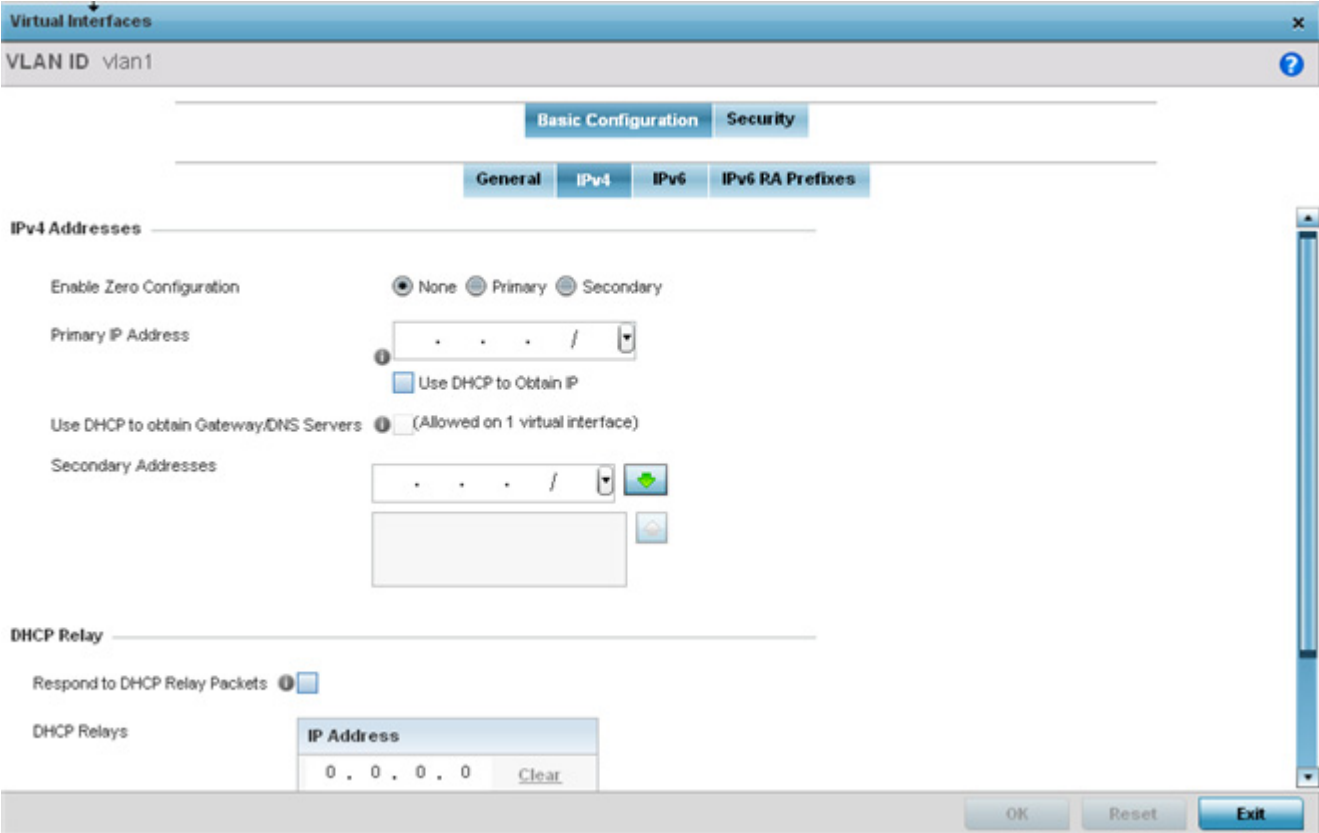 Virtual Interfaces
VLAN ID vlan1
Basic Configuration Security
General IPv4 IPv6 IPv6 RA Prefixes
IPv4 Addresses
Enable Zero Configuration None Primary Secondary
Primary IP Address . . . /
Use DHCP to Obtain IP
Use DHCP to obtain Gateway/DNS Servers (Allowed on 1 virtual interface)
Secondary Addresses . . . /
DHCP Relay
Respond to DHCP Relay Packets
DHCP Relays IP Address
0 . 0 . 0 . 0 Clear
OK Reset Exit